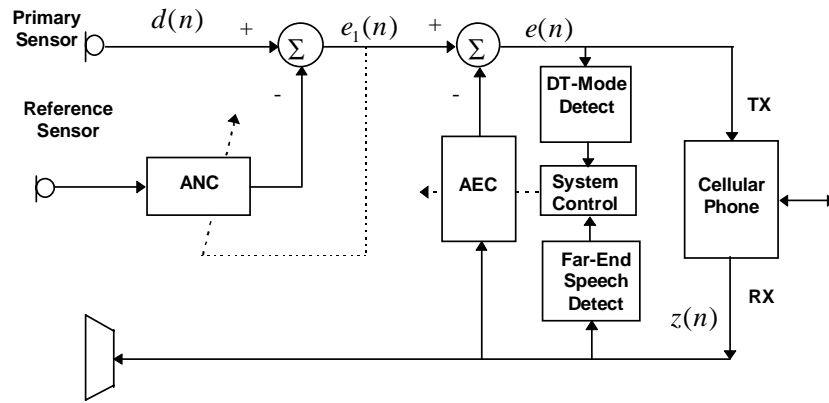 Primary
Sensor
d(n)
+
Σ
e₁(n)
+
Σ
e(n)
-
-
DT-Mode
Detect
TX
Reference
Sensor
ANC
AEC
System
Control
Cellular
Phone
Far-End
Speech
Detect
RX
z(n)